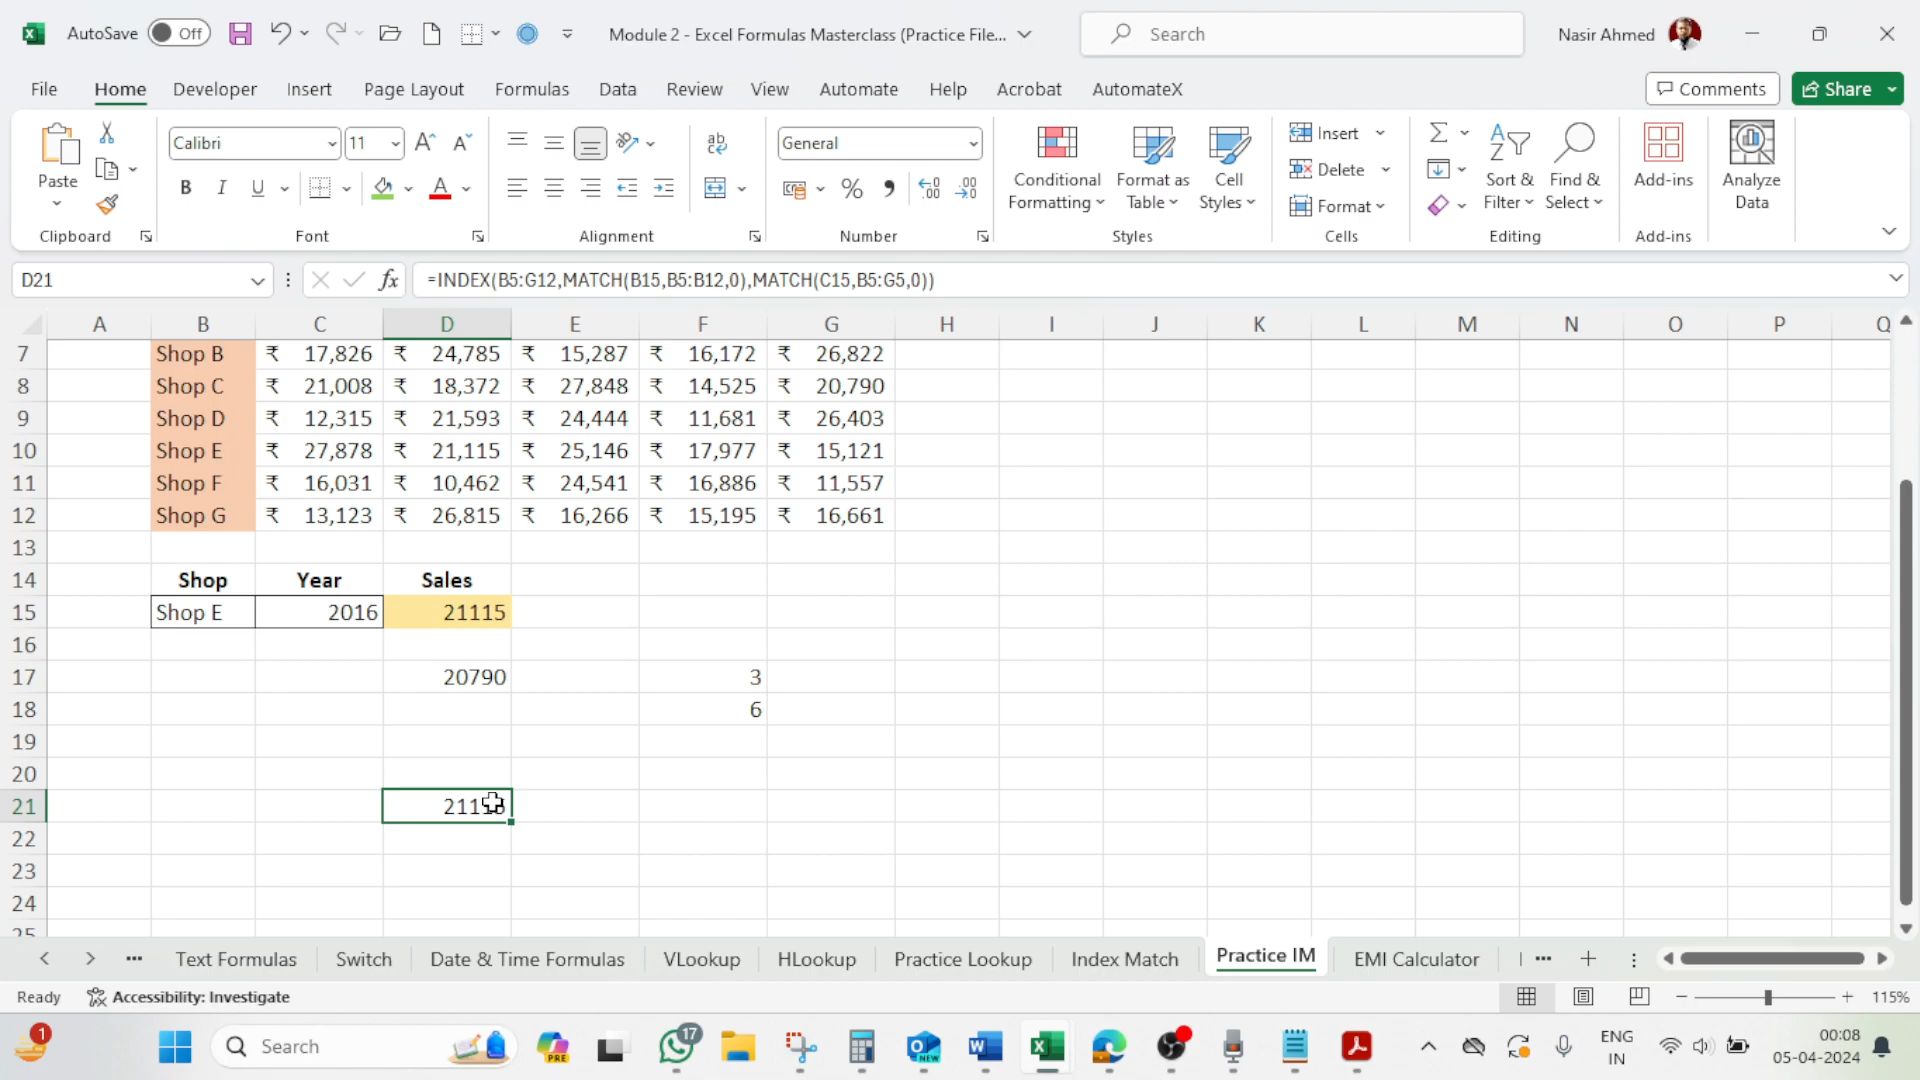 AutoSave Off Module 2 - Excel Formulas Masterclass (Practice File... Search Nasir Ahmed
File Home Developer Insert Page Layout Formulas Data Review View Automate Help Acrobat AutomateX Comments Share
Paste Calibri 11 General Conditional Formatting Format as Table Cell Styles Insert Delete Format Sort & Filter Find & Select Add-ins Analyze Data
Clipboard Font Alignment Number Styles Cells Editing Add-ins
D21 fx =INDEX(B5:G12,MATCH(B15,B5:B12,0),MATCH(C15,B5:G5,0))
A B C D E F G H I J K L M N O P Q
7 Shop B ₹ 17,826 ₹ 24,785 ₹ 15,287 ₹ 16,172 ₹ 26,822
8 Shop C ₹ 21,008 ₹ 18,372 ₹ 27,848 ₹ 14,525 ₹ 20,790
9 Shop D ₹ 12,315 ₹ 21,593 ₹ 24,444 ₹ 11,681 ₹ 26,403
10 Shop E ₹ 27,878 ₹ 21,115 ₹ 25,146 ₹ 17,977 ₹ 15,121
11 Shop F ₹ 16,031 ₹ 10,462 ₹ 24,541 ₹ 16,886 ₹ 11,557
12 Shop G ₹ 13,123 ₹ 26,815 ₹ 16,266 ₹ 15,195 ₹ 16,661
13
14 Shop Year Sales
15 Shop E 2016 21115
16
17 20790 3
18 6
19
20
21 21115
22
23
24
25
... Text Formulas Switch Date & Time Formulas VLookup HLookup Practice Lookup Index Match Practice IM EMI Calculator ...
Ready Accessibility: Investigate 115%
1 Search PRE 17 NEW ENG 00:08
IN 05-04-2024